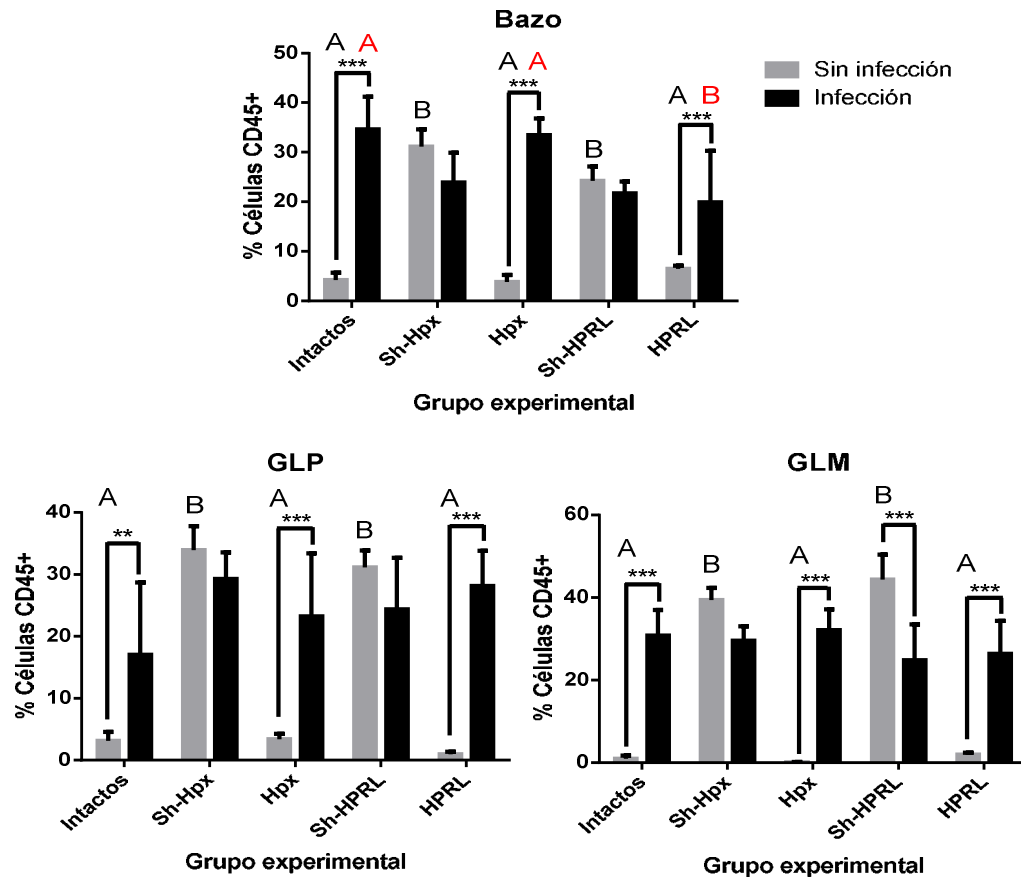 Bazo
A A
***
B
A A
***
B
A B
***
Sin infección
Infección
% Células CD45+
50
40
30
20
10
0
Intactos
Sh-Hpx
Hpx
Sh-HPRL
HPRL
Grupo experimental
GLP
A
**
B
A
***
B
A
***
% Células CD45+
40
30
20
10
0
Intactos
Sh-Hpx
Hpx
Sh-HPRL
HPRL
Grupo experimental
GLM
A
***
B
A
***
B
***
A
***
% Células CD45+
60
40
20
0
Intactos
Sh-Hpx
Hpx
Sh-HPRL
HPRL
Grupo experimental